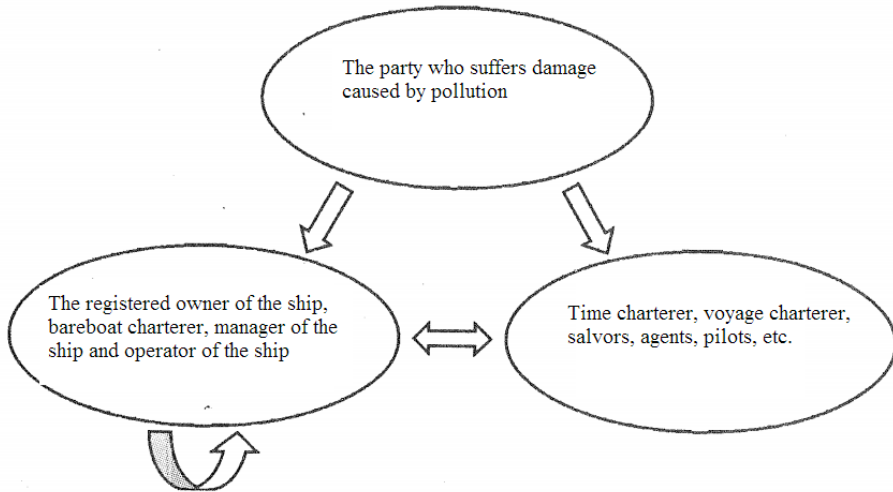 The party who suffers damage
caused by pollution
The registered owner of the ship,
bareboat charterer, manager of the
ship and operator of the ship
Time charterer, voyage charterer,
salvors, agents, pilots, etc.